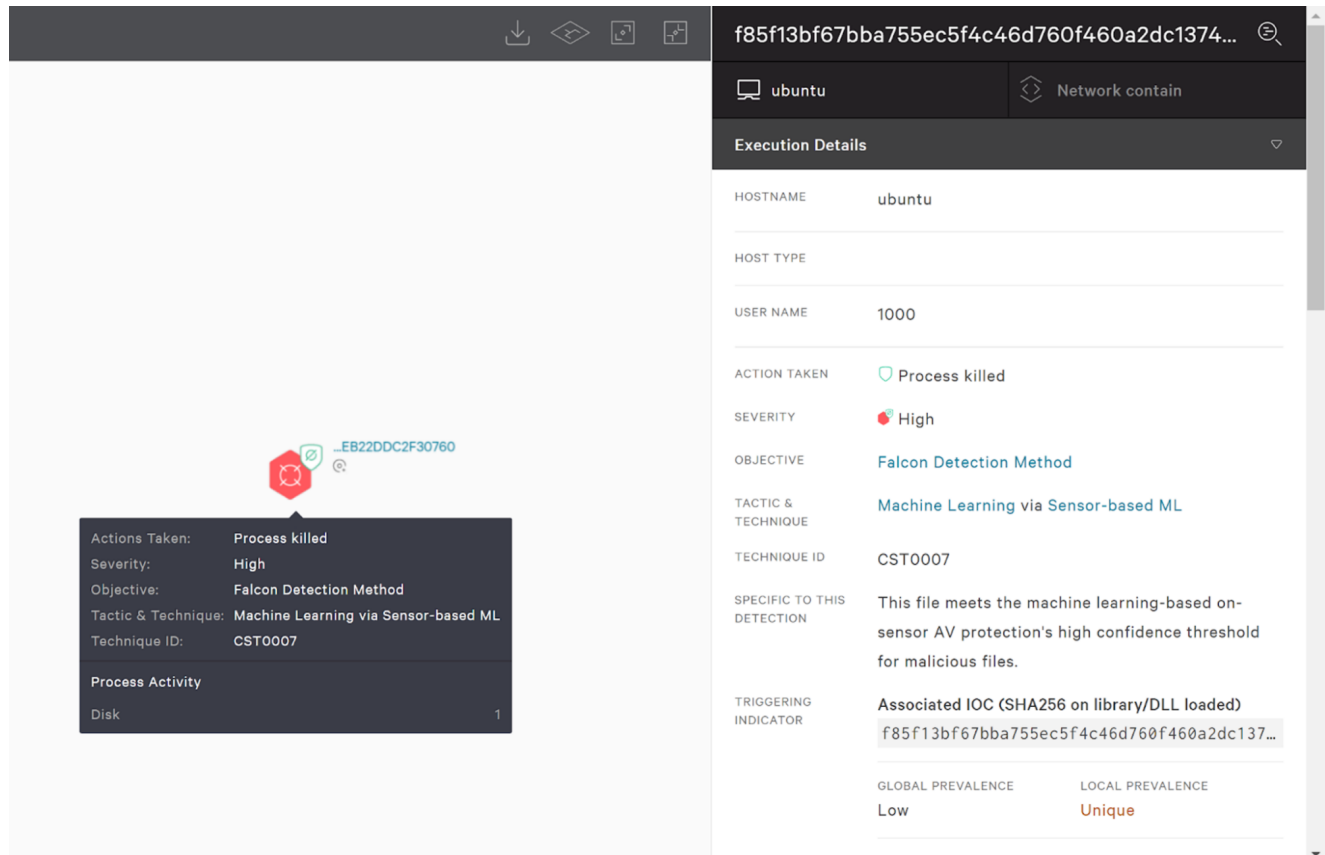 f85f13bf67bba755ec5f4c46d760f460a2dc1374...
ubuntu
Network contain
Execution Details
HOSTNAME
ubuntu
HOST TYPE
USER NAME
1000
ACTION TAKEN
Process killed
SEVERITY
High
OBJECTIVE
Falcon Detection Method
TACTIC &
TECHNIQUE
Machine Learning via Sensor-based ML
TECHNIQUE ID
CST0007
SPECIFIC TO THIS
DETECTION
This file meets the machine learning-based on-
sensor AV protection's high confidence threshold
for malicious files.
TRIGGERING
INDICATOR
Associated IOC (SHA256 on library/DLL loaded)
f85f13bf67bba755ec5f4c46d760f460a2dc137…
GLOBAL PREVALENCE
Low
LOCAL PREVALENCE
Unique
...EB22DDC2F30760
Actions Taken: Process killed
Severity: High
Objective: Falcon Detection Method
Tactic & Technique: Machine Learning via Sensor-based ML
Technique ID: CST0007
Process Activity
Disk 1